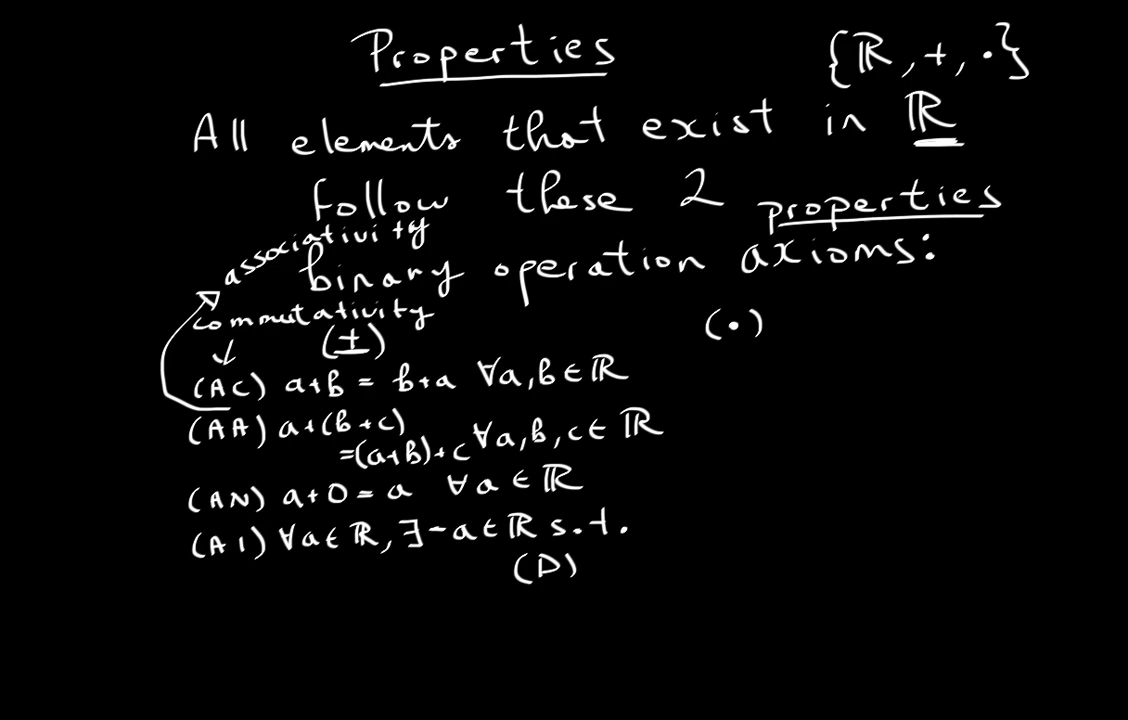 Properties
{ℝ, +, ·}
All elements that exist in ℝ
follow these 2 properties
associativity
binary operation axioms:
commutativity
(+)
(·)
(AC) a+b = b+a ∀a,b∈ℝ
(AA) a+(b+c)
=(a+b)+c ∀a,b,c∈ℝ
(AN) a+0=a ∀a∈ℝ
(AI) ∀a∈ℝ, ∃-a∈ℝ s.t.
(D)